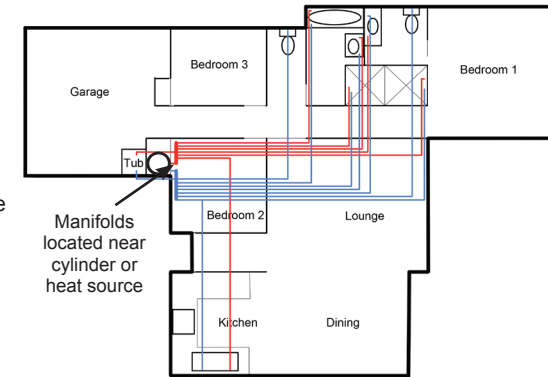 Bedroom 3
Bedroom 1
Garage
Tub
e
Manifolds
located near
cylinder or
heat source
Bedroom 2
Lounge
Kitchen
Dining